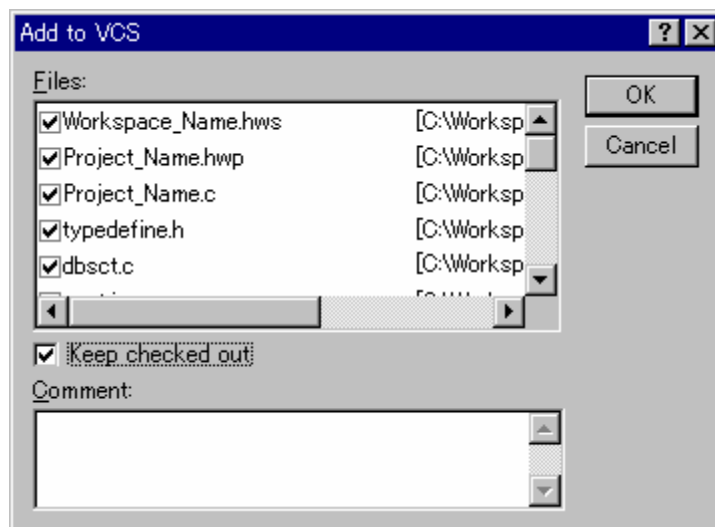 Add to VCS
Files:
OK
Workspace_Name.hws [C:\Worksp
Project_Name.hwp [C:\Worksp
Cancel
Project_Name.c [C:\Worksp
typedefine.h [C:\Worksp
dbsct.c [C:\Worksp
Keep checked out
Comment: